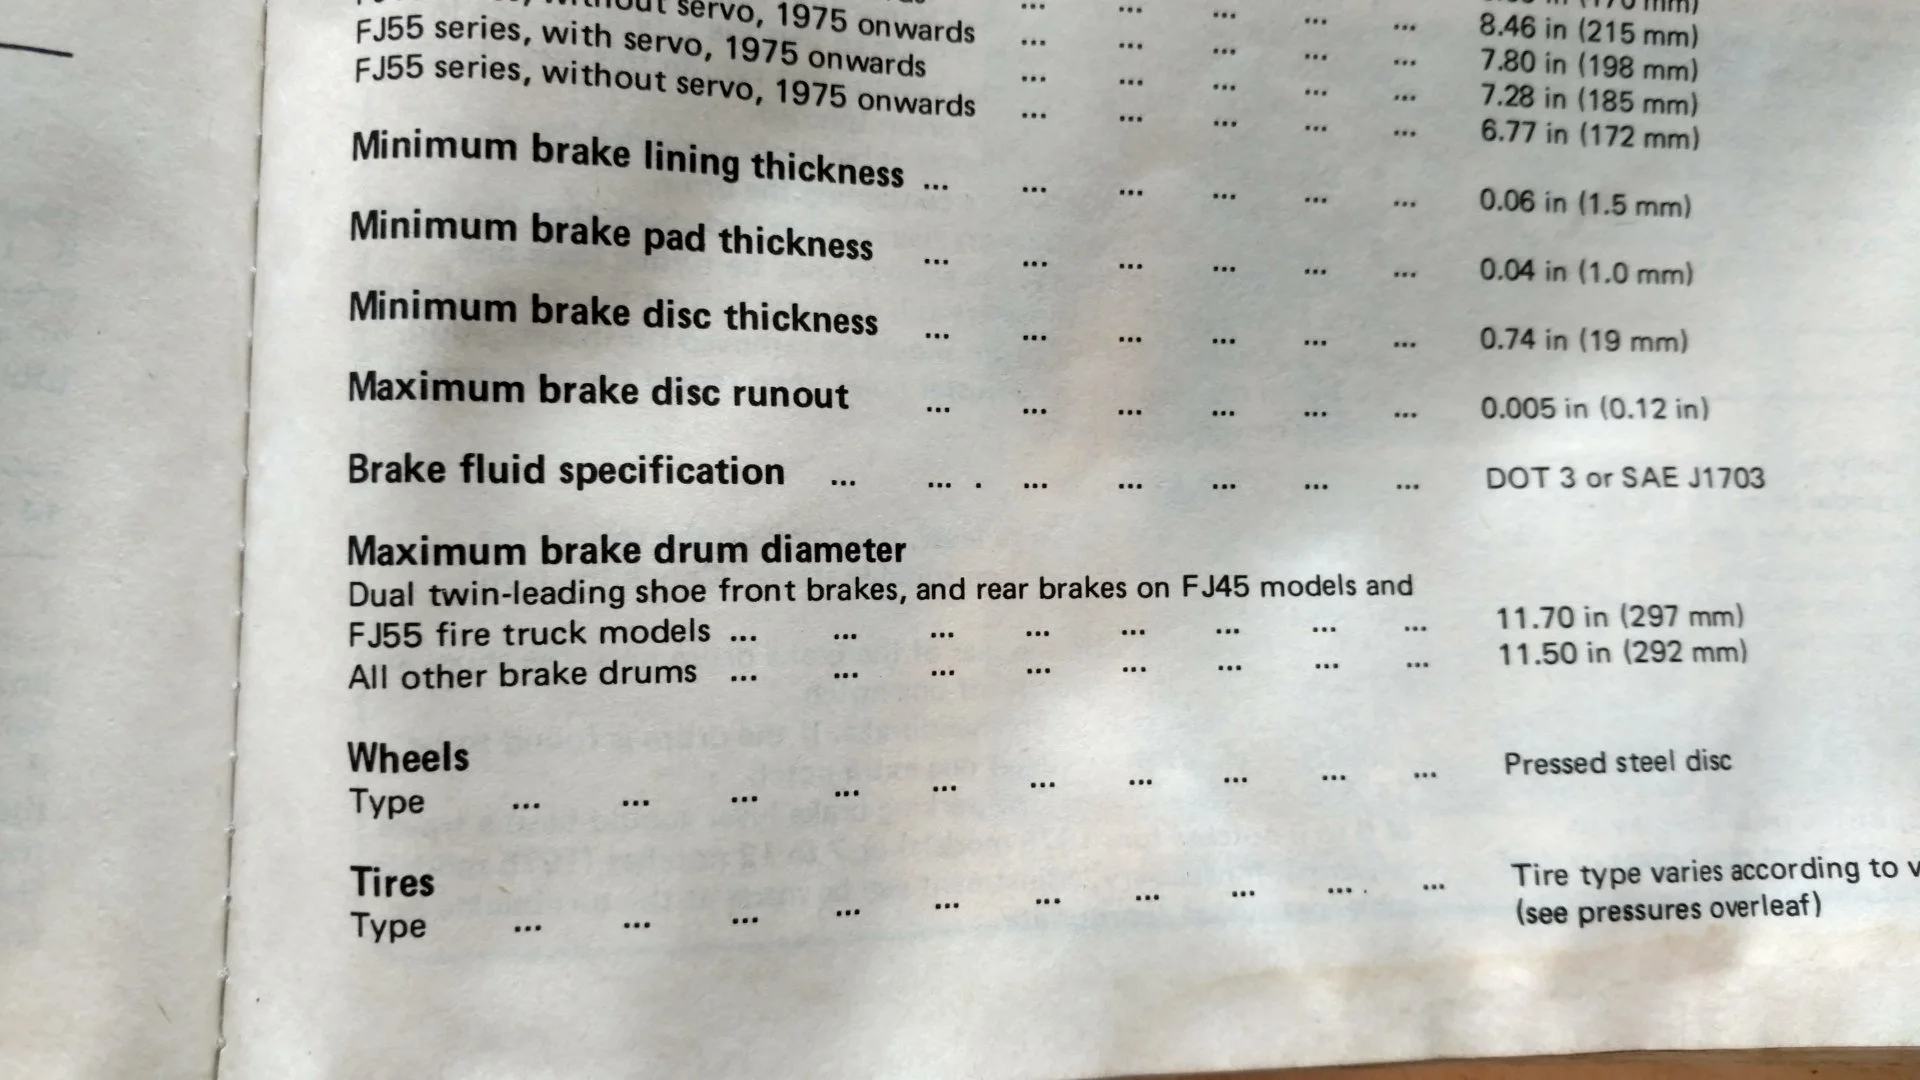 without servo, 1975 onwards ... ... ... ... ... 8.46 in (215 mm)
FJ55 series, with servo, 1975 onwards ... ... ... ... ... 7.80 in (198 mm)
FJ55 series, without servo, 1975 onwards ... ... ... ... ... 7.28 in (185 mm)
6.77 in (172 mm)
Minimum brake lining thickness ... ... ... ... ... ... 0.06 in (1.5 mm)
Minimum brake pad thickness ... ... ... ... ... ... 0.04 in (1.0 mm)
Minimum brake disc thickness ... ... ... ... ... ... 0.74 in (19 mm)
Maximum brake disc runout ... ... ... ... ... ... 0.005 in (0.12 in)
Brake fluid specification ... ... . ... ... ... ... ... DOT 3 or SAE J1703
Maximum brake drum diameter
Dual twin-leading shoe front brakes, and rear brakes on FJ45 models and
FJ55 fire truck models ... ... ... ... ... ... ... ... 11.70 in (297 mm)
All other brake drums ... ... ... ... ... ... ... ... 11.50 in (292 mm)
Wheels
Type ... ... ... ... ... ... ... ... ... ... Pressed steel disc
Tires
Type ... ... ... ... ... ... ... ... ... . ... Tire type varies according to
(see pressures overleaf)